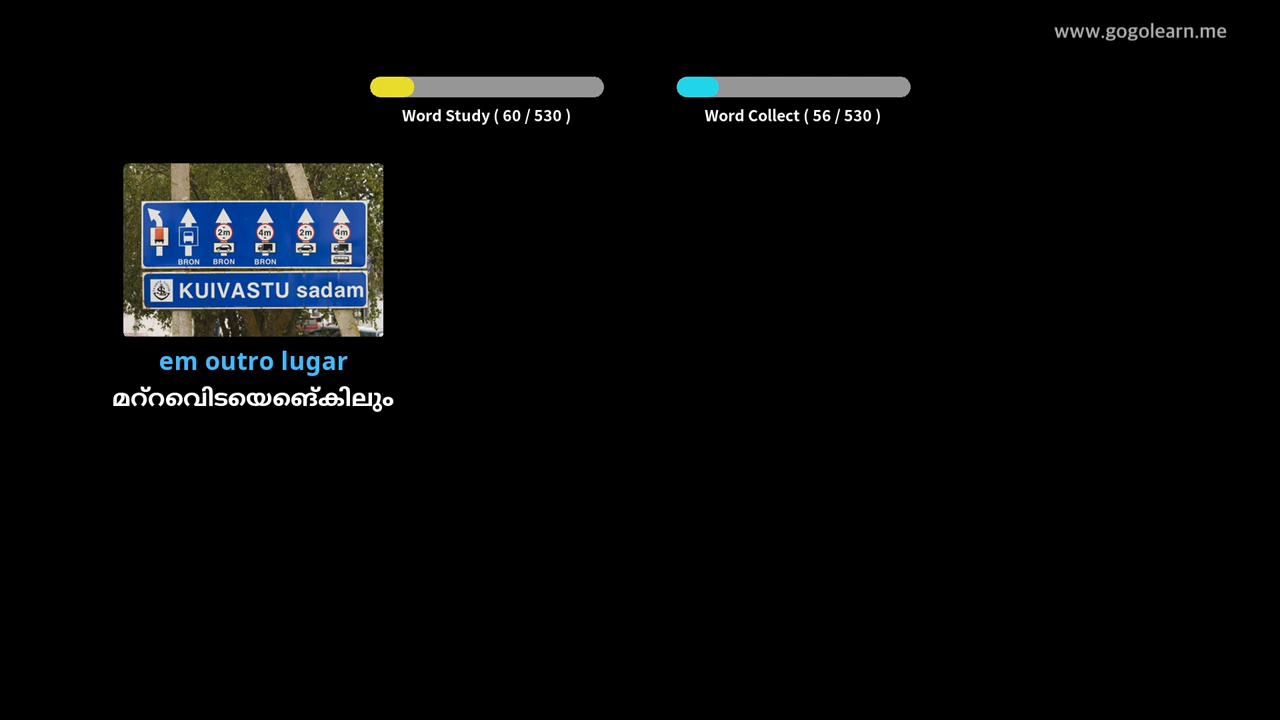 www.gogolearn.me
Word Study ( 60 / 530 )
Word Collect ( 56 / 530 )
2m 4m 2m 4m
BRON BRON BRON
KUIVASTU sadam
em outro lugar
മറ്റെവിടെയെങ്കിലും